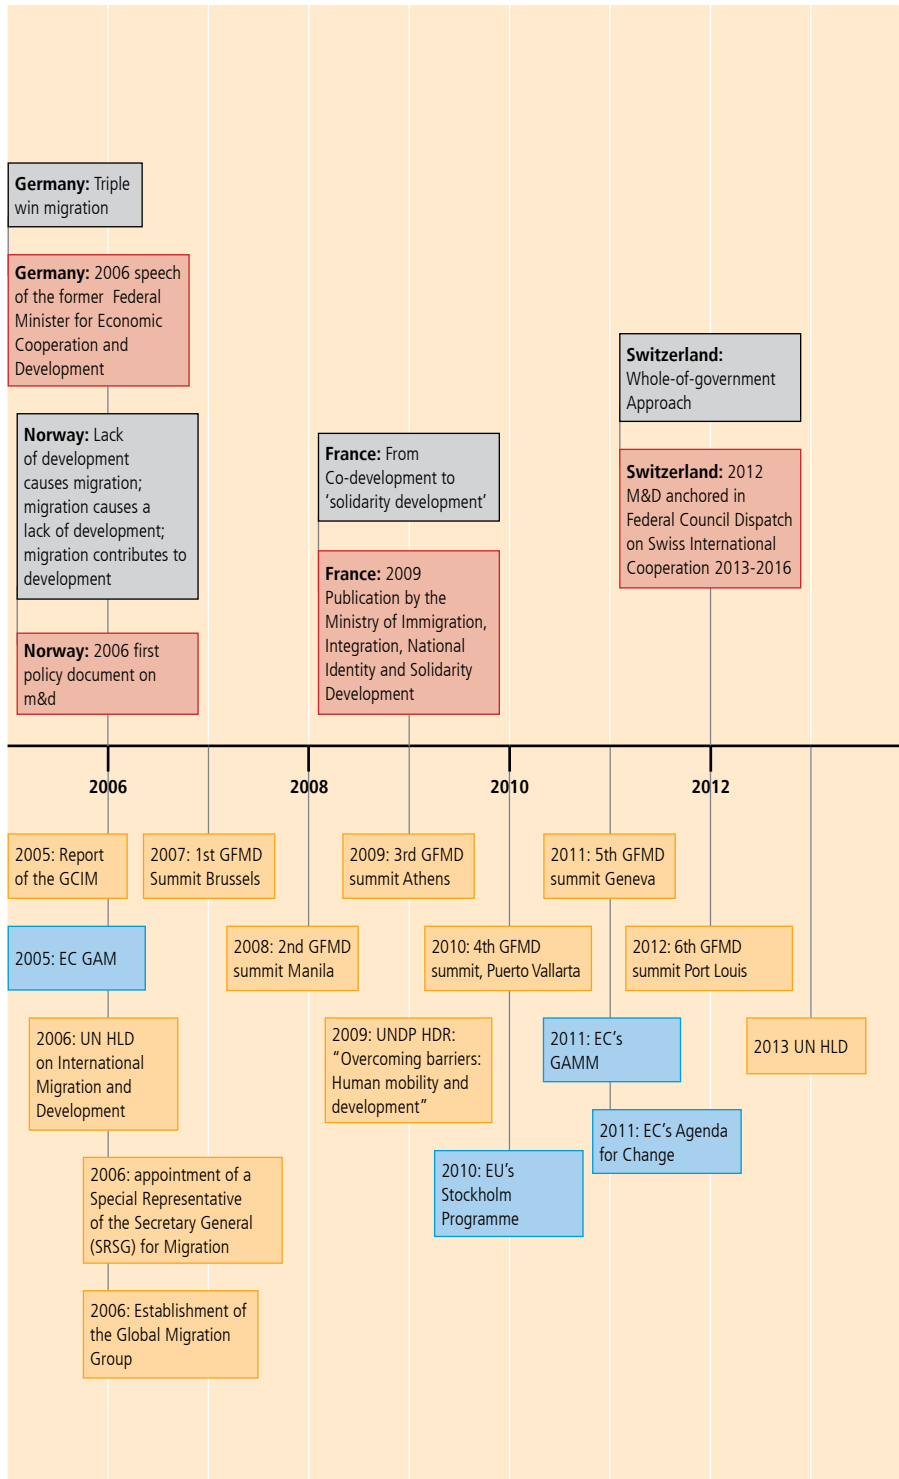 Germany: Triple
win migration
Germany: 2006 speech
of the former Federal
Minister for Economic
Cooperation and
Development
Norway: Lack
of development
causes migration;
migration causes a
lack of development;
migration contributes to
development
Norway: 2006 first
policy document on
m&d
France: From
Co-development to
‘solidarity development’
France: 2009
Publication by the
Ministry of Immigration,
Integration, National
Identity and Solidarity
Development
Switzerland:
Whole-of-government
Approach
Switzerland: 2012
M&D anchored in
Federal Council Dispatch
on Swiss International
Cooperation 2013-2016
2006
2008
2010
2012
2005: Report
of the GCIM
2007: 1st GFMD
Summit Brussels
2009: 3rd GFMD
summit Athens
2011: 5th GFMD
summit Geneva
2005: EC GAM
2008: 2nd GFMD
summit Manila
2010: 4th GFMD
summit, Puerto Vallarta
2012: 6th GFMD
summit Port Louis
2006: UN HLD
on International
Migration and
Development
2009: UNDP HDR:
“Overcoming barriers:
Human mobility and
development”
2011: EC’s
GAMM
2013 UN HLD
2011: EC’s Agenda
for Change
2006: appointment of a
Special Representative
of the Secretary General
(SRSG) for Migration
2010: EU’s
Stockholm
Programme
2006: Establishment of
the Global Migration
Group